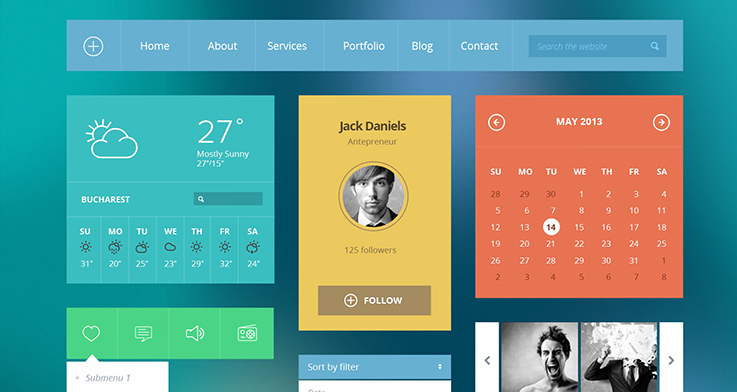 Home About Services Portfolio Blog Contact Search the website
27°
Mostly Sunny
27°/15°
BUCHAREST
SU MO TU WE TH FR SA
31° 20° 25° 23° 29° 32° 24°
Jack Daniels
Antepreneur
125 followers
FOLLOW
MAY 2013
SU MO TU WE TH FR SA
28 29 30 1 2 3 4
5 6 7 8 9 10 11
12 13 14 15 16 17 18
19 20 21 22 23 24 25
26 27 28 29 30 31 1
2 3 4 5 6 7 8
+ Submenu 1
Sort by filter